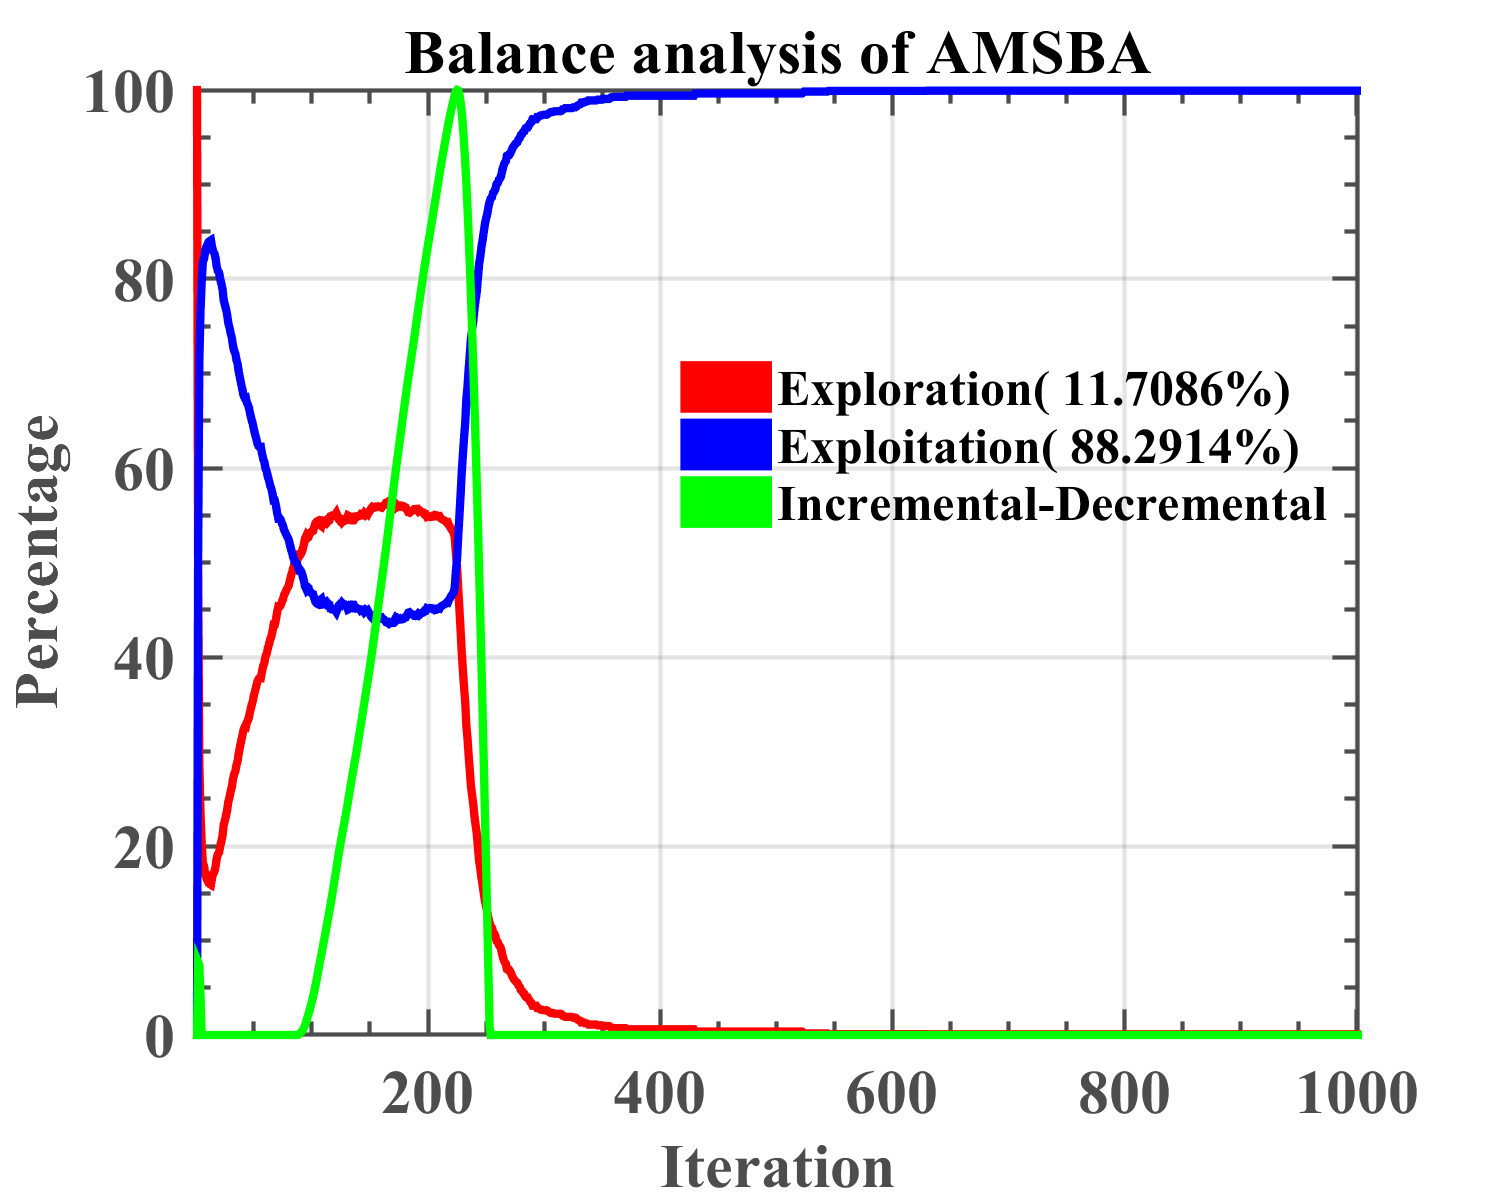 Balance analysis of AMSBA
100
80
60
40
20
0
Percentage
Exploration( 11.7086%)
Exploitation( 88.2914%)
Incremental-Decremental
200 400 600 800 1000
Iteration